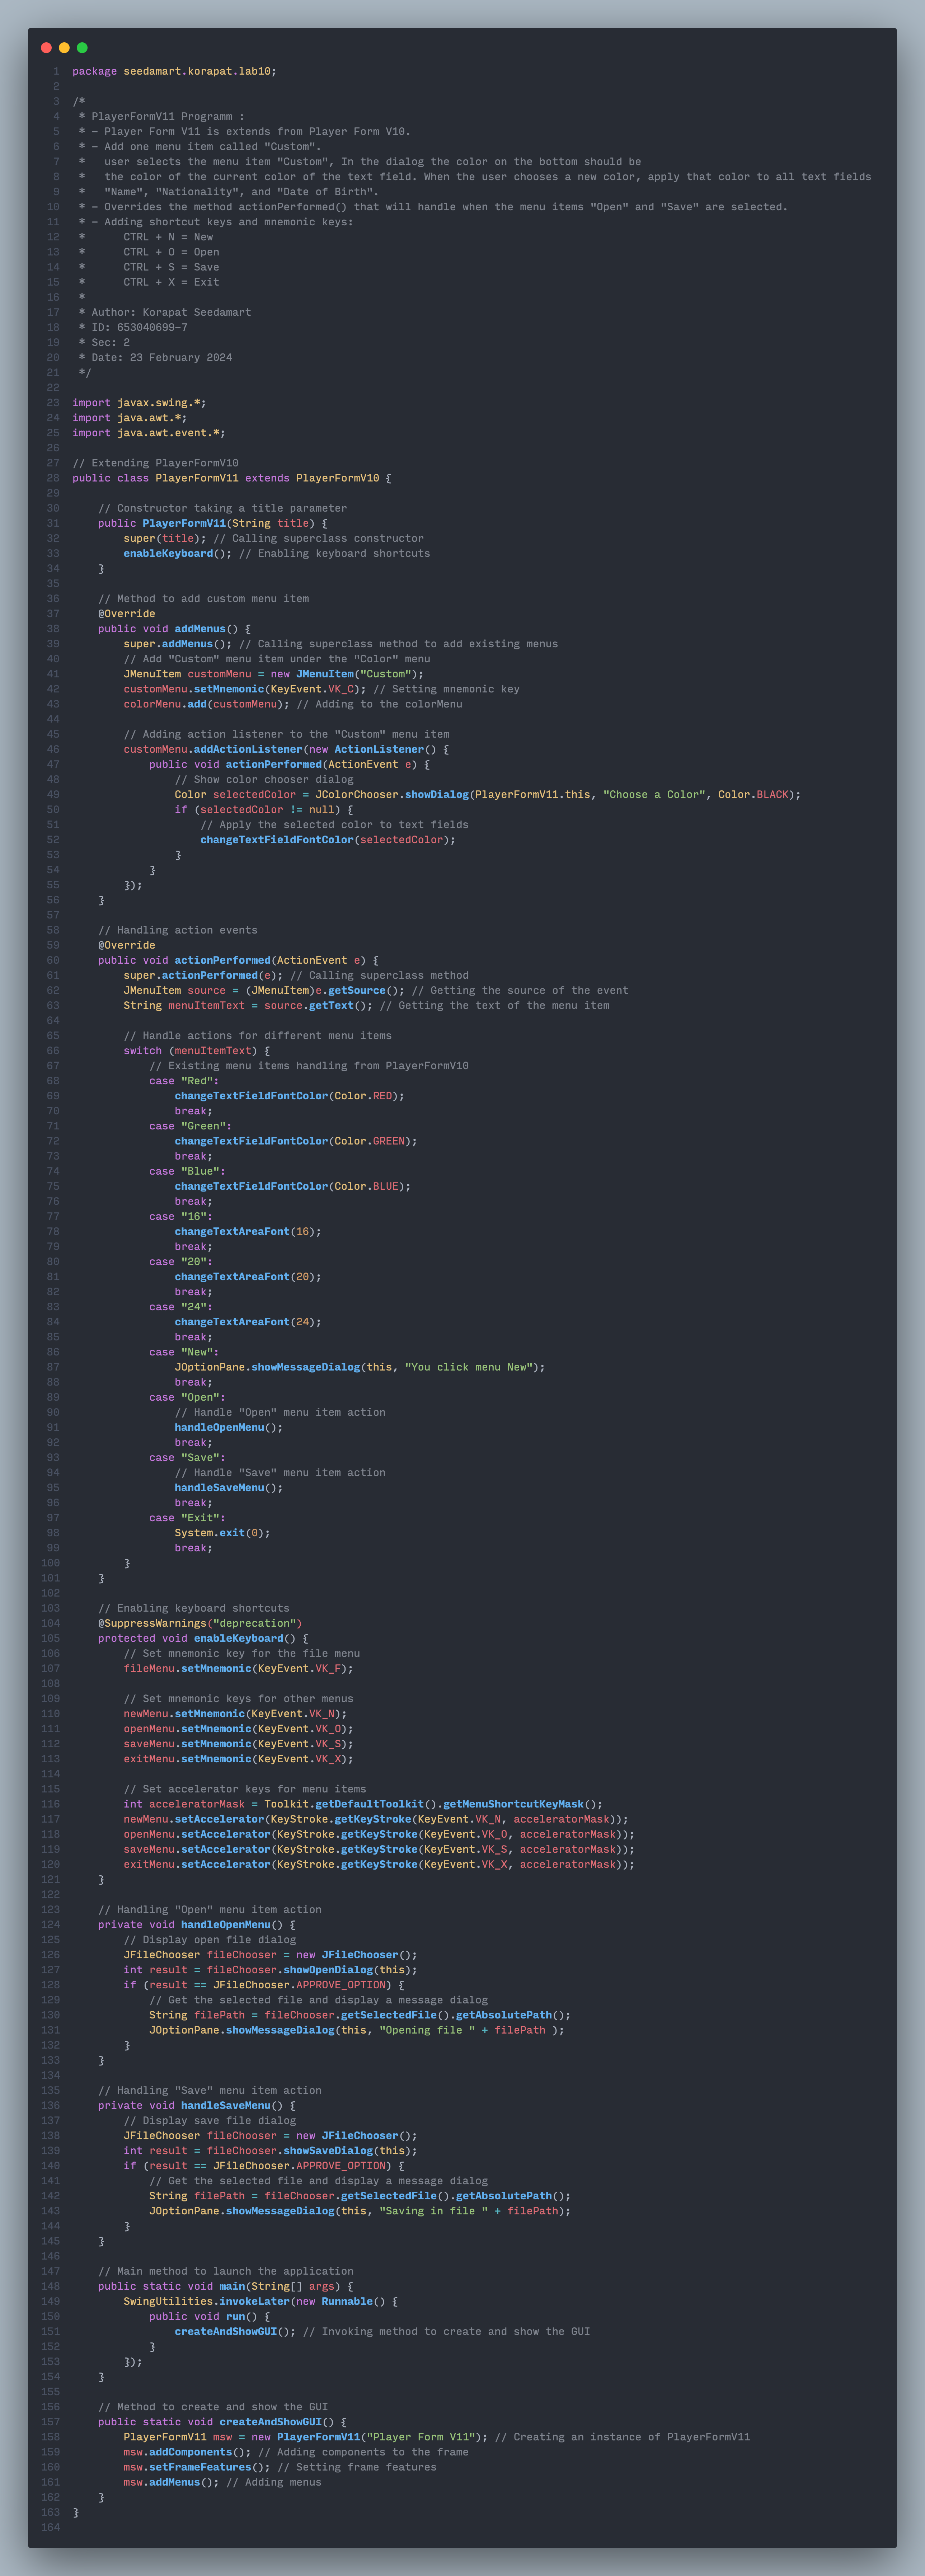 1 package seedamart.korapat.lab10;
2
3 /*
4  * PlayerFormV11 Programm :
5  * - Player Form V11 is extends from Player Form V10.
6  * - Add one menu item called "Custom".
7  *   user selects the menu item "Custom", In the dialog the color on the bottom should be
8  *   the color of the current color of the text field. When the user chooses a new color, apply that color to all text fields
9  *   "Name", "Nationality", and "Date of Birth".
10  * - Overrides the method actionPerformed() that will handle when the menu items "Open" and "Save" are selected.
11  * - Adding shortcut keys and mnemonic keys:
12  *      CTRL + N = New
13  *      CTRL + O = Open
14  *      CTRL + S = Save
15  *      CTRL + X = Exit
16  *
17  * Author: Korapat Seedamart
18  * ID: 653040699-7
19  * Sec: 2
20  * Date: 23 February 2024
21  */
22
23 import javax.swing.*;
24 import java.awt.*;
25 import java.awt.event.*;
26
27 // Extending PlayerFormV10
28 public class PlayerFormV11 extends PlayerFormV10 {
29
30     // Constructor taking a title parameter
31     public PlayerFormV11(String title) {
32         super(title); // Calling superclass constructor
33         enableKeyboard(); // Enabling keyboard shortcuts
34     }
35
36     // Method to add custom menu item
37     @Override
38     public void addMenus() {
39         super.addMenus(); // Calling superclass method to add existing menus
40         // Add "Custom" menu item under the "Color" menu
41         JMenuItem customMenu = new JMenuItem("Custom");
42         customMenu.setMnemonic(KeyEvent.VK_C); // Setting mnemonic key
43         colorMenu.add(customMenu); // Adding to the colorMenu
44
45         // Adding action listener to the "Custom" menu item
46         customMenu.addActionListener(new ActionListener() {
47             public void actionPerformed(ActionEvent e) {
48                 // Show color chooser dialog
49                 Color selectedColor = JColorChooser.showDialog(PlayerFormV11.this, "Choose a Color", Color.BLACK);
50                 if (selectedColor != null) {
51                     // Apply the selected color to text fields
52                     changeTextFieldFontColor(selectedColor);
53                 }
54             }
55         });
56     }
57
58     // Handling action events
59     @Override
60     public void actionPerformed(ActionEvent e) {
61         super.actionPerformed(e); // Calling superclass method
62         JMenuItem source = (JMenuItem)e.getSource(); // Getting the source of the event
63         String menuItemText = source.getText(); // Getting the text of the menu item
64
65         // Handle actions for different menu items
66         switch (menuItemText) {
67             // Existing menu items handling from PlayerFormV10
68             case "Red":
69                 changeTextFieldFontColor(Color.RED);
70                 break;
71             case "Green":
72                 changeTextFieldFontColor(Color.GREEN);
73                 break;
74             case "Blue":
75                 changeTextFieldFontColor(Color.BLUE);
76                 break;
77             case "16":
78                 changeTextAreaFont(16);
79                 break;
80             case "20":
81                 changeTextAreaFont(20);
82                 break;
83             case "24":
84                 changeTextAreaFont(24);
85                 break;
86             case "New":
87                 JOptionPane.showMessageDialog(this, "You click menu New");
88                 break;
89             case "Open":
90                 // Handle "Open" menu item action
91                 handleOpenMenu();
92                 break;
93             case "Save":
94                 // Handle "Save" menu item action
95                 handleSaveMenu();
96                 break;
97             case "Exit":
98                 System.exit(0);
99                 break;
100         }
101     }
102
103     // Enabling keyboard shortcuts
104     @SuppressWarnings("deprecation")
105     protected void enableKeyboard() {
106         // Set mnemonic key for the file menu
107         fileMenu.setMnemonic(KeyEvent.VK_F);
108
109         // Set mnemonic keys for other menus
110         newMenu.setMnemonic(KeyEvent.VK_N);
111         openMenu.setMnemonic(KeyEvent.VK_O);
112         saveMenu.setMnemonic(KeyEvent.VK_S);
113         exitMenu.setMnemonic(KeyEvent.VK_X);
114
115         // Set accelerator keys for menu items
116         int acceleratorMask = Toolkit.getDefaultToolkit().getMenuShortcutKeyMask();
117         newMenu.setAccelerator(KeyStroke.getKeyStroke(KeyEvent.VK_N, acceleratorMask));
118         openMenu.setAccelerator(KeyStroke.getKeyStroke(KeyEvent.VK_O, acceleratorMask));
119         saveMenu.setAccelerator(KeyStroke.getKeyStroke(KeyEvent.VK_S, acceleratorMask));
120         exitMenu.setAccelerator(KeyStroke.getKeyStroke(KeyEvent.VK_X, acceleratorMask));
121     }
122
123     // Handling "Open" menu item action
124     private void handleOpenMenu() {
125         // Display open file dialog
126         JFileChooser fileChooser = new JFileChooser();
127         int result = fileChooser.showOpenDialog(this);
128         if (result == JFileChooser.APPROVE_OPTION) {
129             // Get the selected file and display a message dialog
130             String filePath = fileChooser.getSelectedFile().getAbsolutePath();
131             JOptionPane.showMessageDialog(this, "Opening file " + filePath );
132         }
133     }
134
135     // Handling "Save" menu item action
136     private void handleSaveMenu() {
137         // Display save file dialog
138         JFileChooser fileChooser = new JFileChooser();
139         int result = fileChooser.showSaveDialog(this);
140         if (result == JFileChooser.APPROVE_OPTION) {
141             // Get the selected file and display a message dialog
142             String filePath = fileChooser.getSelectedFile().getAbsolutePath();
143             JOptionPane.showMessageDialog(this, "Saving in file " + filePath);
144         }
145     }
146
147     // Main method to launch the application
148     public static void main(String[] args) {
149         SwingUtilities.invokeLater(new Runnable() {
150             public void run() {
151                 createAndShowGUI(); // Invoking method to create and show the GUI
152             }
153         });
154     }
155
156     // Method to create and show the GUI
157     public static void createAndShowGUI() {
158         PlayerFormV11 msw = new PlayerFormV11("Player Form V11"); // Creating an instance of PlayerFormV11
159         msw.addComponents(); // Adding components to the frame
160         msw.setFrameFeatures(); // Setting frame features
161         msw.addMenus(); // Adding menus
162     }
163 }
164